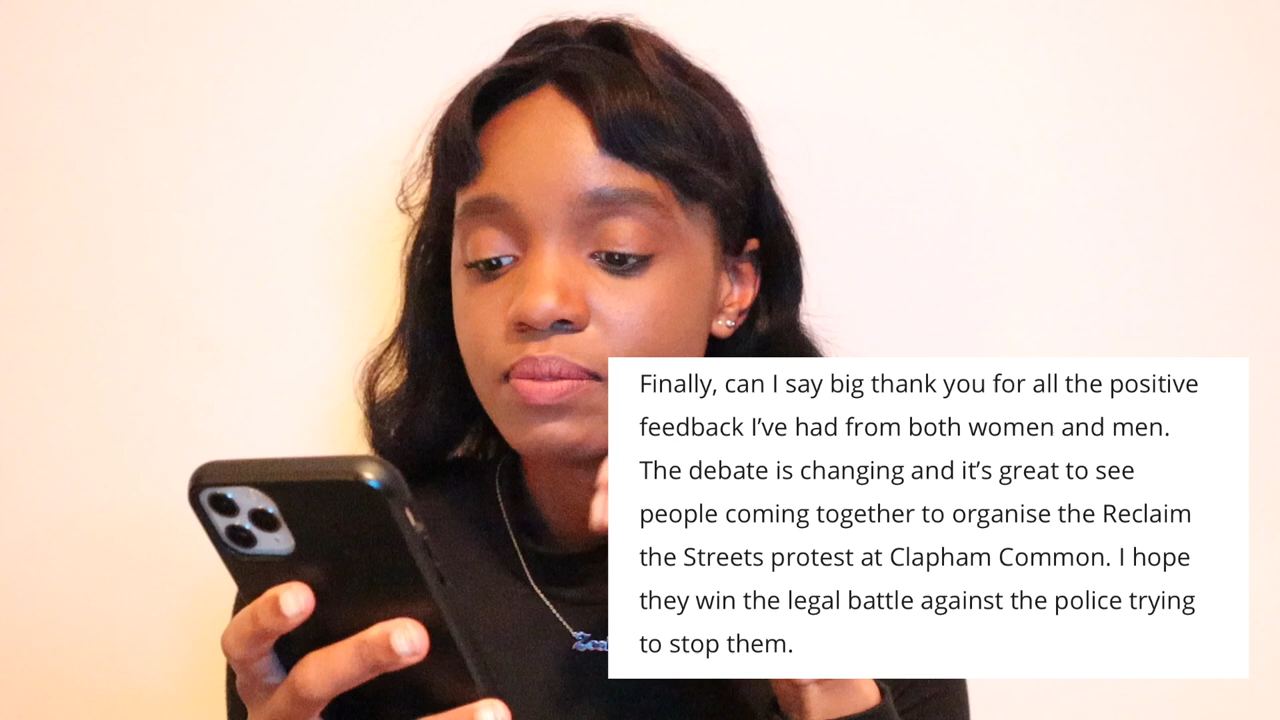 Finally, can I say big thank you for all the positive
feedback I’ve had from both women and men.
The debate is changing and it’s great to see
people coming together to organise the Reclaim
the Streets protest at Clapham Common. I hope
they win the legal battle against the police trying
to stop them.